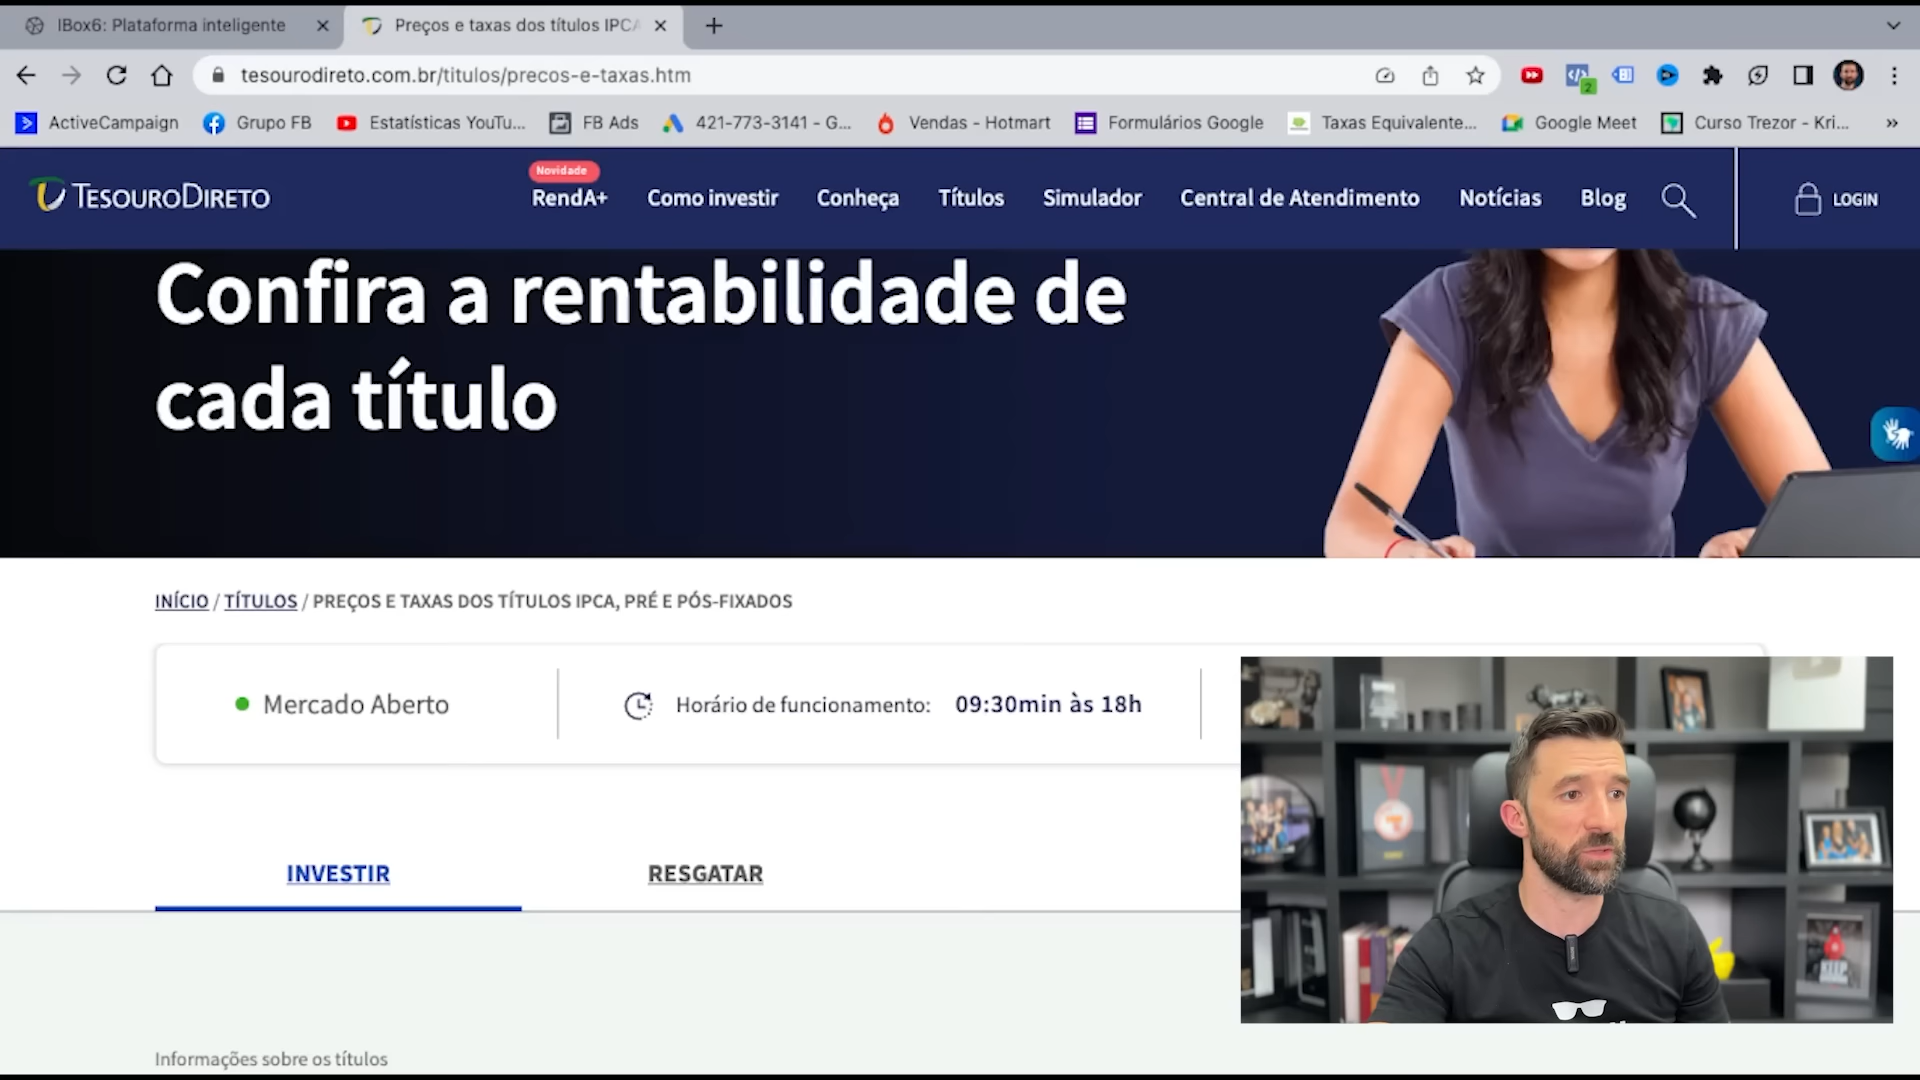 IBox6: Plataforma inteligente
Preços e taxas dos títulos IPCA
tesourodireto.com.br/titulos/precos-e-taxas.htm
2
ActiveCampaign
Grupo FB
Estatísticas YouTu...
FB Ads
421-773-3141 - G...
Vendas - Hotmart
Formulários Google
Taxas Equivalente...
Google Meet
Curso Trezor - Kri...
TESOURODIRETO
Novidade
RendA+
Como investir
Conheça
Títulos
Simulador
Central de Atendimento
Notícias
Blog
LOGIN
Confira a rentabilidade de
cada título
INÍCIO / TÍTULOS / PREÇOS E TAXAS DOS TÍTULOS IPCA, PRÉ E PÓS-FIXADOS
Mercado Aberto
Horário de funcionamento: 09:30min às 18h
INVESTIR
RESGATAR
Informações sobre os títulos